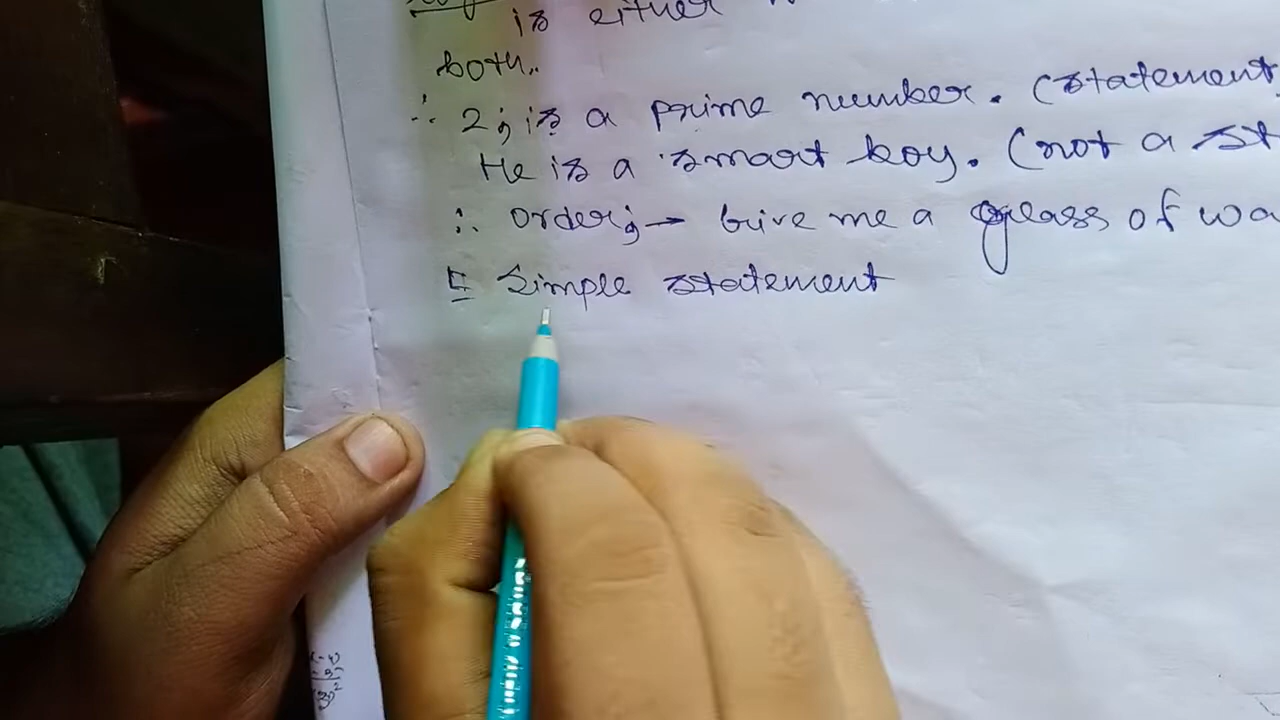 is either
both..
∴ 2; is a prime number. (statement
He is a smart boy. (not a st
∴ order;→ Give me a glass of wa
Simple statement